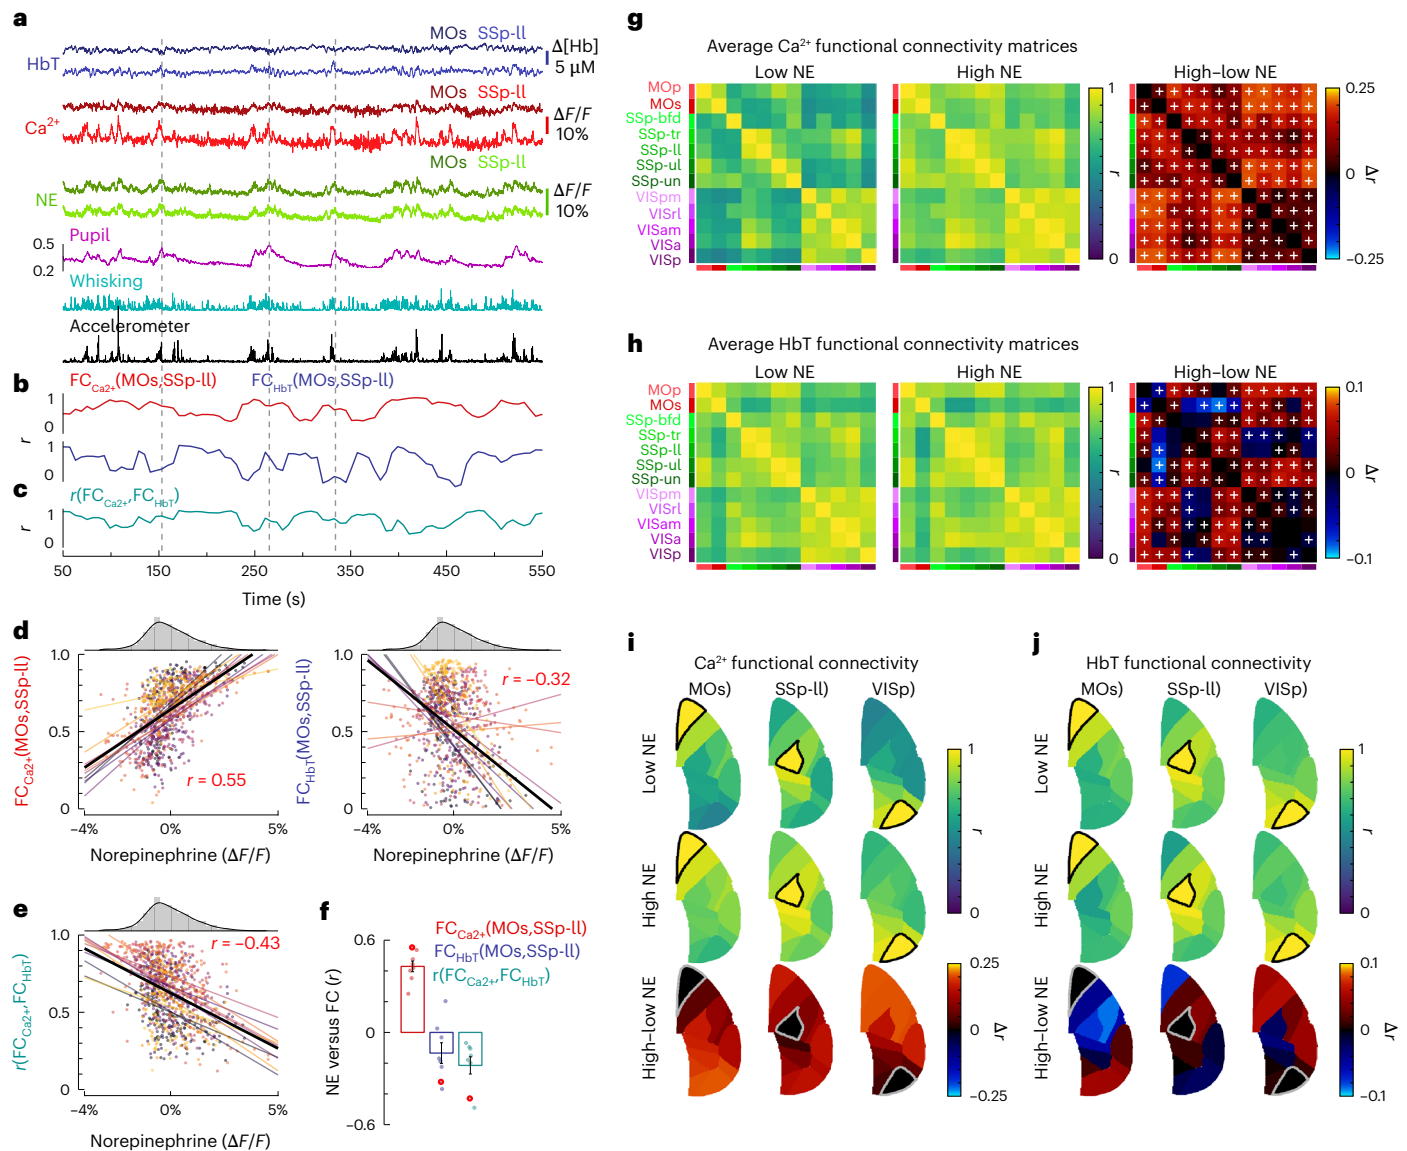 a
MOs SSp-ll
HbT
Δ[Hb]
5 µM
MOs SSp-ll
Ca2+
ΔF/F
10%
MOs SSp-ll
NE
ΔF/F
10%
Pupil
0.5
0.2
Whisking
Accelerometer
b
FCCa2+(MOs,SSp-ll) FCHbT(MOs,SSp-ll)
1
0
r
1
0
c
r(FCCa2+,FCHbT)
1
r
0
50 150 250 350 450 550
Time (s)
d
FCCa2+(MOs,SSp-ll)
1.0
0.5
0
r = 0.55
−4% 0% 5%
Norepinephrine (ΔF/F)
FCHbT(MOs,SSp-ll)
1.0
0.5
0
r = −0.32
−4% 0% 5%
Norepinephrine (ΔF/F)
e
r(FCCa2+,FCHbT)
1.0
0.5
0
r = −0.43
−4% 0% 5%
Norepinephrine (ΔF/F)
f
FCCa2+(MOs,SSp-ll)
FCHbT(MOs,SSp-ll)
r(FCCa2+,FCHbT)
NE versus FC (r)
0.6
0
−0.6
g
Average Ca2+ functional connectivity matrices
Low NE High NE High–low NE
MOp
MOs
SSp-bfd
SSp-tr
SSp-ll
SSp-ul
SSp-un
VISpm
VISrl
VISam
VISa
VISp
1
r
0
0.25
0
−0.25
Δr
h
Average HbT functional connectivity matrices
Low NE High NE High–low NE
MOp
MOs
SSp-bfd
SSp-tr
SSp-ll
SSp-ul
SSp-un
VISpm
VISrl
VISam
VISa
VISp
1
r
0
0.1
0
−0.1
Δr
i
Ca2+ functional connectivity
MOs) SSp-ll) VISp)
Low NE
High NE
High–low NE
1
r
0
0.25
0
−0.25
Δr
j
HbT functional connectivity
MOs) SSp-ll) VISp)
Low NE
High NE
High–low NE
1
r
0
0.1
0
−0.1
Δr